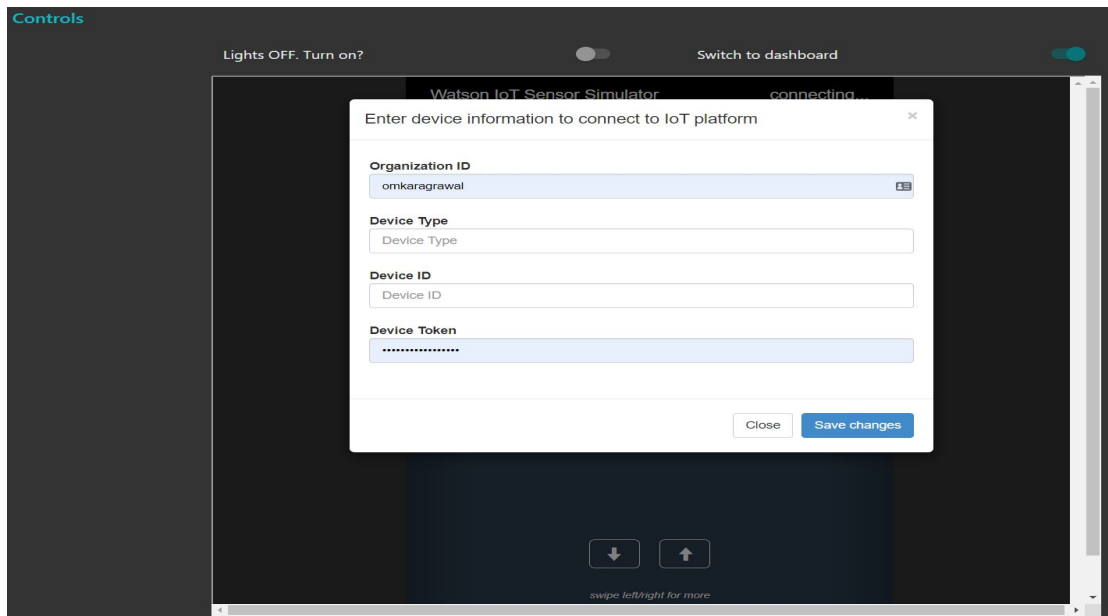 Controls
Lights OFF. Turn on? Switch to dashboard
Watson IoT Sensor Simulator connecting...
Enter device information to connect to IoT platform ×
Organization ID
omkaragrawal
Device Type
Device Type
Device ID
Device ID
Device Token
•••••••••••••••••
Close Save changes
swipe left/right for more